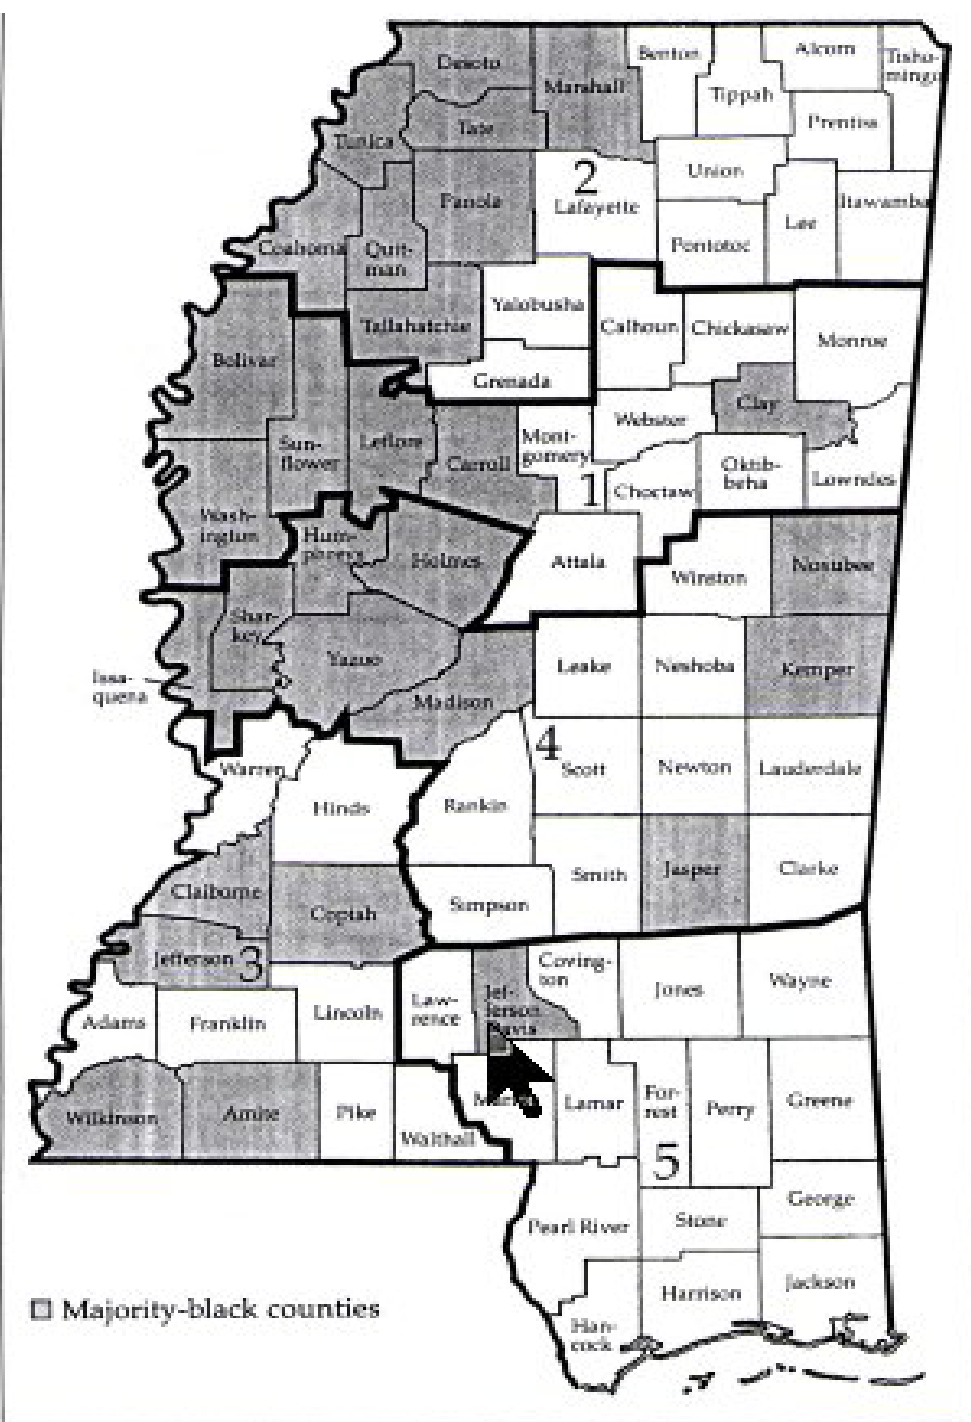 Desoto
Marshall
Benton
Tippah
Alcorn
Tisho-
mingo
Prentiss
Tunica
Tate
Panola
2
Lafayette
Union
Pontotoc
Lee
Itawamba
Coahoma
Quit-
man
Tallahatchie
Yalobusha
Grenada
Calhoun
Chickasaw
Monroe
Bolivar
Sun-
flower
Leflore
Carroll
Mont-
gomery
Webster
Clay
1
Choctaw
Oktib-
beha
Lowndes
Wash-
ington
Hum-
phreys
Holmes
Attala
Winston
Noxubee
Shar-
key
Issa-
quena
Yazoo
Madison
Leake
Neshoba
Kemper
4
Scott
Newton
Lauderdale
Warren
Hinds
Rankin
Smith
Jasper
Clarke
Claiborne
Copiah
Simpson
Jefferson
3
Adams
Franklin
Lincoln
Law-
rence
Jef-
ferson
Davis
Coving-
ton
Jones
Wayne
Wilkinson
Amite
Pike
Walthall
Lamar
For-
rest
Perry
Greene
5
Pearl River
Stone
George
Harrison
Jackson
Han-
cock
Majority-black counties